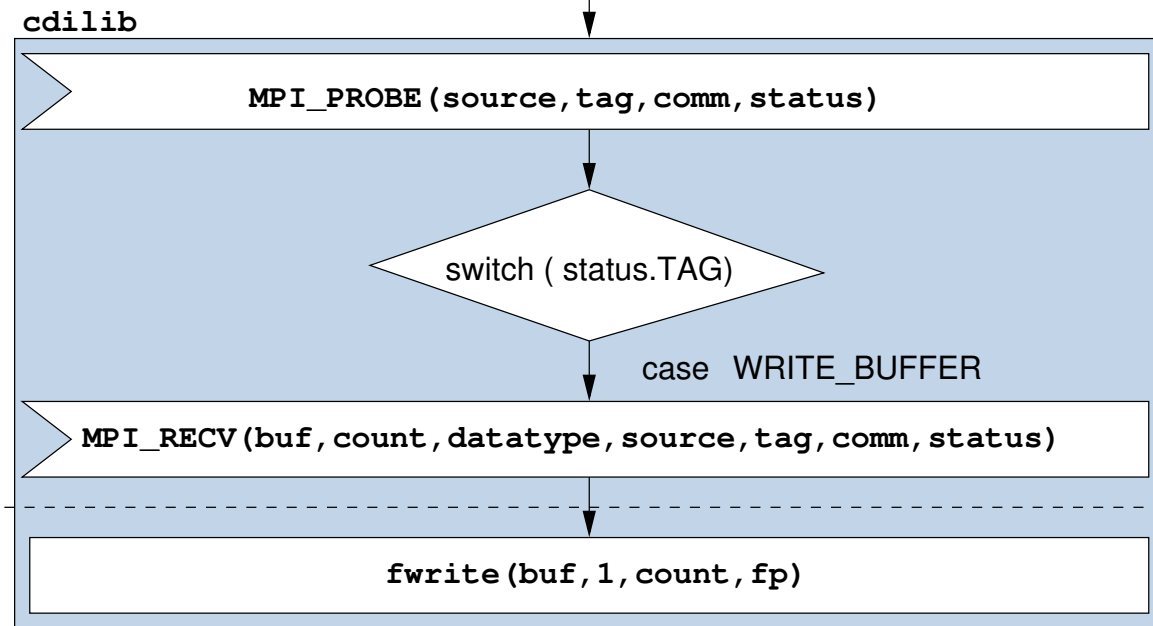 cdilib
MPI_PROBE(source,tag,comm,status)
switch ( status.TAG)
case WRITE_BUFFER
MPI_RECV(buf,count,datatype,source,tag,comm,status)
fwrite(buf,1,count,fp)